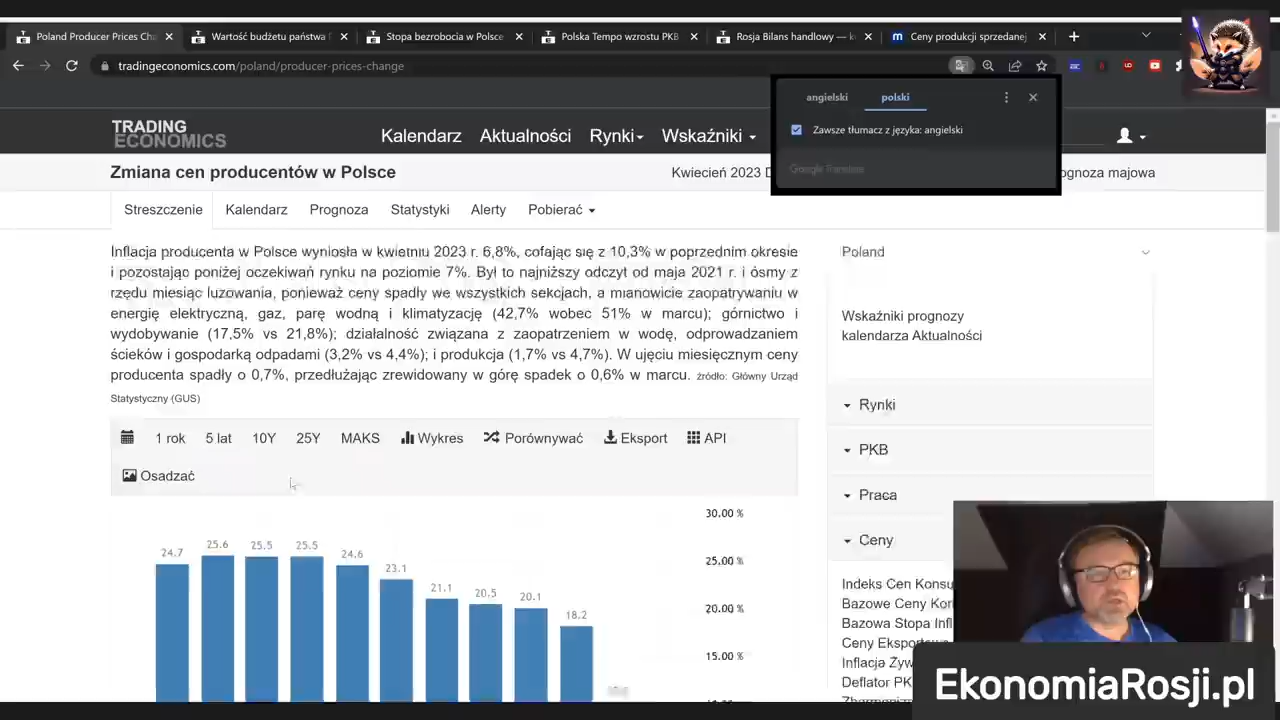 Poland Producer Prices Cha
Wartość budżetu państwa
Stopa bezrobocia w Polsce
Polska Tempo wzrostu PKB
Rosja Bilans handlowy —
Ceny produkcji sprzedanej
tradingeconomics.com/poland/producer-prices-change
angielski
polski
Zawsze tłumacz z języka: angielski
Google Translate
TRADING
ECONOMICS
Kalendarz
Aktualności
Rynki
Wskaźniki
Zmiana cen producentów w Polsce
Kwiecień 2023
majowa
Streszczenie
Kalendarz
Prognoza
Statystyki
Alerty
Pobierać
Inflacja producenta w Polsce wyniosła w kwietniu 2023 r. 6,8%, cofając się z 10,3% w poprzednim okresie
i pozostając poniżej oczekiwań rynku na poziomie 7%. Był to najniższy odczyt od maja 2021 r. i ósmy z
rzędu miesiąc luzowania, ponieważ ceny spadły we wszystkich sekcjach, a mianowicie zaopatrywaniu w
energię elektryczną, gaz, parę wodną i klimatyzację (42,7% wobec 51% w marcu); górnictwo i
wydobywanie (17,5% vs 21,8%); działalność związana z zaopatrzeniem w wodę, odprowadzaniem
ścieków i gospodarką odpadami (3,2% vs 4,4%); i produkcja (1,7% vs 4,7%). W ujęciu miesięcznym ceny
producenta spadły o 0,7%, przedłużając zrewidowany w górę spadek o 0,6% w marcu. źródło: Główny Urząd
Statystyczny (GUS)
Poland
Wskaźniki prognozy
kalendarza Aktualności
Rynki
PKB
Praca
Ceny
1 rok
5 lat
10Y
25Y
MAKS
Wykres
Porównywać
Eksport
API
Osadzać
30.00 %
25.00 %
20.00 %
15.00 %
24.7
25.6
25.5
25.5
24.6
23.1
21.1
20.5
20.1
18.2
Indeks Cen
Bazowe Ceny
Bazowa Stopa
Ceny
Inflacja
Deflator
EkonomiaRosji.pl